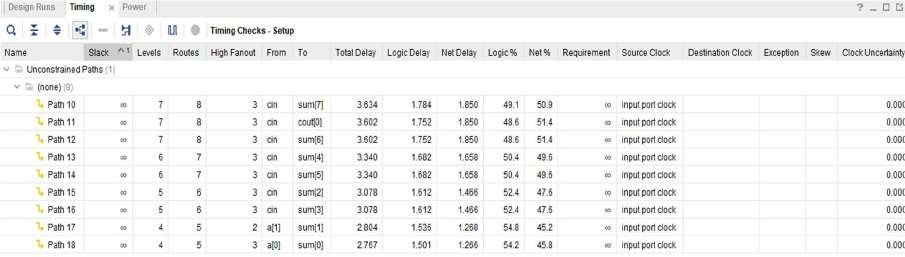 Design Runs Timing × Power ? _
Timing Checks - Setup
Name Slack ^1 Levels Routes High Fanout From To Total Delay Logic Delay Net Delay Logic % Net % Requirement Source Clock Destination Clock Exception Skew Clock Uncertainty
Unconstrained Paths (1)
(none) (9)
Path 10 ∞ 7 8 3 cin sum[7] 3.634 1.784 1.850 49.1 50.9 ∞ input port clock 0.000
Path 11 ∞ 7 8 3 cin cout[0] 3.602 1.752 1.850 48.6 51.4 ∞ input port clock 0.000
Path 12 ∞ 7 8 3 cin sum[6] 3.602 1.752 1.850 48.6 51.4 ∞ input port clock 0.000
Path 13 ∞ 6 7 3 cin sum[4] 3.340 1.682 1.658 50.4 49.6 ∞ input port clock 0.000
Path 14 ∞ 6 7 3 cin sum[5] 3.340 1.682 1.658 50.4 49.6 ∞ input port clock 0.000
Path 15 ∞ 5 6 3 cin sum[2] 3.078 1.612 1.466 52.4 47.6 ∞ input port clock 0.000
Path 16 ∞ 5 6 3 cin sum[3] 3.078 1.612 1.466 52.4 47.6 ∞ input port clock 0.000
Path 17 ∞ 4 5 2 a[1] sum[1] 2.804 1.536 1.268 54.8 45.2 ∞ input port clock 0.000
Path 18 ∞ 4 5 3 a[0] sum[0] 2.767 1.501 1.266 54.2 45.8 ∞ input port clock 0.000